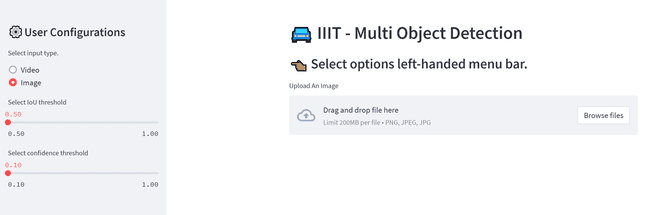 User Configurations
Select input type.
Video
Image
Select IoU threshold
0.50
0.50 1.00
Select confidence threshold
0.10
0.10 1.00
IIIT - Multi Object Detection
Select options left-handed menu bar.
Upload An Image
Drag and drop file here
Limit 200MB per file • PNG, JPEG, JPG
Browse files